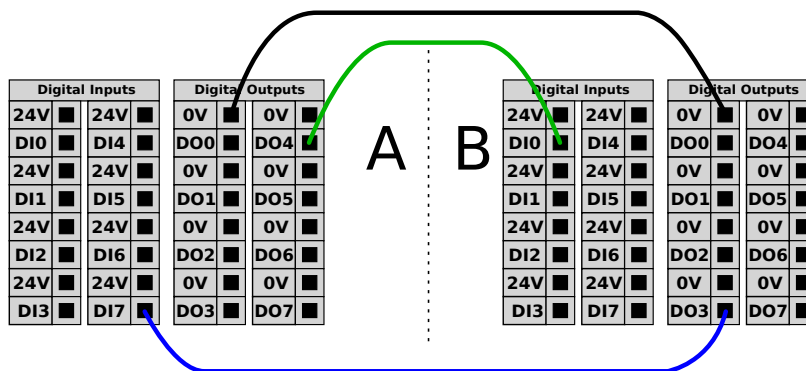 Digital Inputs Digital Outputs Digital Inputs Digital Outputs
24V 24V 0V 0V 24V 24V 0V 0V
DI0 DI4 DO0 DO4 A B DI0 DI4 DO0 DO4
24V 24V 0V 0V 24V 24V 0V 0V
DI1 DI5 DO1 DO5 DI1 DI5 DO1 DO5
24V 24V 0V 0V 24V 24V 0V 0V
DI2 DI6 DO2 DO6 DI2 DI6 DO2 DO6
24V 24V 0V 0V 24V 24V 0V 0V
DI3 DI7 DO3 DO7 DI3 DI7 DO3 DO7